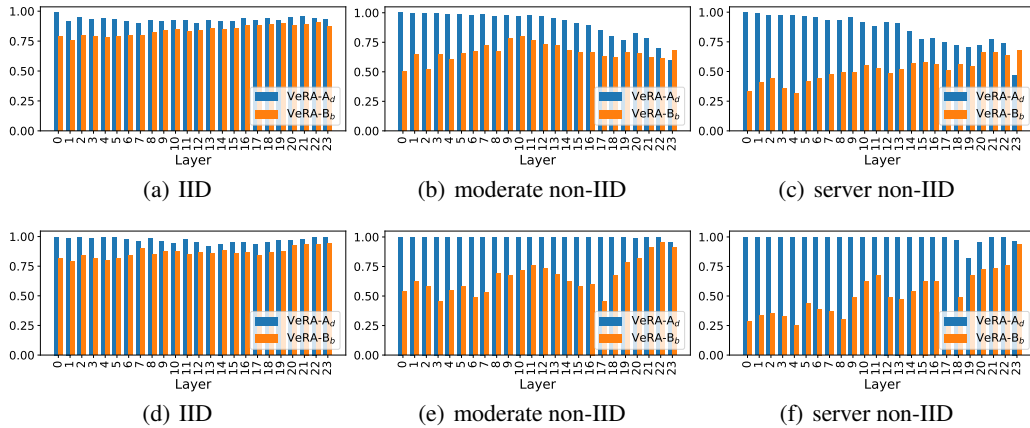 1.00
0.75
0.50
0.25
0.00
VeRA-A_d
VeRA-B_b
0 1 2 3 4 5 6 7 8 9 10 11 12 13 14 15 16 17 18 19 20 21 22 23
Layer
(a) IID
1.00
0.75
0.50
0.25
0.00
VeRA-A_d
VeRA-B_b
0 1 2 3 4 5 6 7 8 9 10 11 12 13 14 15 16 17 18 19 20 21 22 23
Layer
(b) moderate non-IID
1.00
0.75
0.50
0.25
0.00
VeRA-A_d
VeRA-B_b
0 1 2 3 4 5 6 7 8 9 10 11 12 13 14 15 16 17 18 19 20 21 22 23
Layer
(c) server non-IID
1.00
0.75
0.50
0.25
0.00
VeRA-A_d
VeRA-B_b
0 1 2 3 4 5 6 7 8 9 10 11 12 13 14 15 16 17 18 19 20 21 22 23
Layer
(d) IID
1.00
0.75
0.50
0.25
0.00
VeRA-A_d
VeRA-B_b
0 1 2 3 4 5 6 7 8 9 10 11 12 13 14 15 16 17 18 19 20 21 22 23
Layer
(e) moderate non-IID
1.00
0.75
0.50
0.25
0.00
VeRA-A_d
VeRA-B_b
0 1 2 3 4 5 6 7 8 9 10 11 12 13 14 15 16 17 18 19 20 21 22 23
Layer
(f) server non-IID